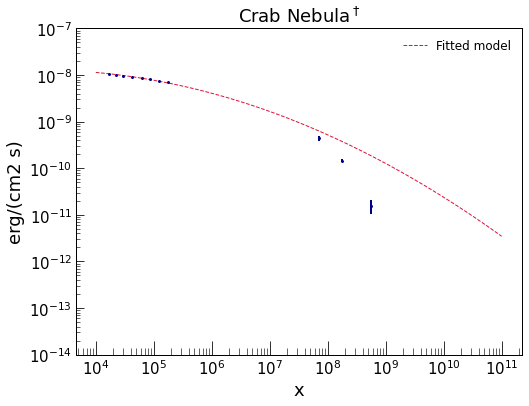 Crab Nebula†
Fitted model
erg/(cm2 s)
10⁻⁷
10⁻⁸
10⁻⁹
10⁻¹⁰
10⁻¹¹
10⁻¹²
10⁻¹³
10⁻¹⁴
10⁴ 10⁵ 10⁶ 10⁷ 10⁸ 10⁹ 10¹⁰ 10¹¹
x